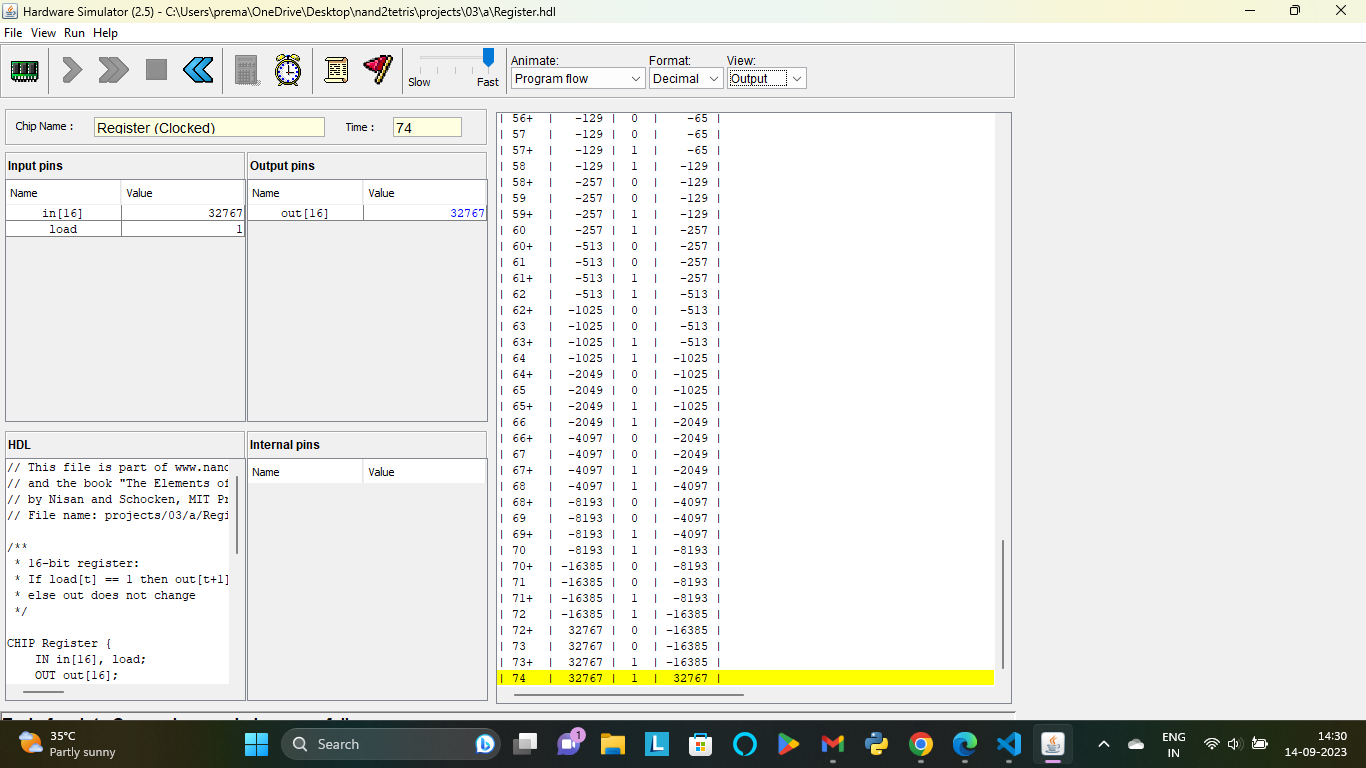 Hardware Simulator (2.5) - C:\Users\prema\OneDrive\Desktop\nand2tetris\projects\03\a\Register.hdl
File View Run Help
Slow Fast
Animate: Format: View:
Program flow Decimal Output
Chip Name : Register (Clocked) Time : 74
Input pins
Name Value
in[16] 32767
load 1
Output pins
Name Value
out[16] 32767
HDL
// This file is part of www.nand
// and the book "The Elements of
// by Nisan and Schocken, MIT Pr
// File name: projects/03/a/Regi
/**
* 16-bit register:
* If load[t] == 1 then out[t+1]
* else out does not change
*/
CHIP Register {
IN in[16], load;
OUT out[16];
Internal pins
Name Value
| 56+ | -129 | 0 | -65 |
| 57 | -129 | 0 | -65 |
| 57+ | -129 | 1 | -65 |
| 58 | -129 | 1 | -129 |
| 58+ | -257 | 0 | -129 |
| 59 | -257 | 0 | -129 |
| 59+ | -257 | 1 | -129 |
| 60 | -257 | 1 | -257 |
| 60+ | -513 | 0 | -257 |
| 61 | -513 | 0 | -257 |
| 61+ | -513 | 1 | -257 |
| 62 | -513 | 1 | -513 |
| 62+ | -1025 | 0 | -513 |
| 63 | -1025 | 0 | -513 |
| 63+ | -1025 | 1 | -513 |
| 64 | -1025 | 1 | -1025 |
| 64+ | -2049 | 0 | -1025 |
| 65 | -2049 | 0 | -1025 |
| 65+ | -2049 | 1 | -1025 |
| 66 | -2049 | 1 | -2049 |
| 66+ | -4097 | 0 | -2049 |
| 67 | -4097 | 0 | -2049 |
| 67+ | -4097 | 1 | -2049 |
| 68 | -4097 | 1 | -4097 |
| 68+ | -8193 | 0 | -4097 |
| 69 | -8193 | 0 | -4097 |
| 69+ | -8193 | 1 | -4097 |
| 70 | -8193 | 1 | -8193 |
| 70+ | -16385 | 0 | -8193 |
| 71 | -16385 | 0 | -8193 |
| 71+ | -16385 | 1 | -8193 |
| 72 | -16385 | 1 | -16385 |
| 72+ | 32767 | 0 | -16385 |
| 73 | 32767 | 0 | -16385 |
| 73+ | 32767 | 1 | -16385 |
| 74 | 32767 | 1 | 32767 |
35°C
Partly sunny
Search
1
L
ENG
IN
14:30
14-09-2023